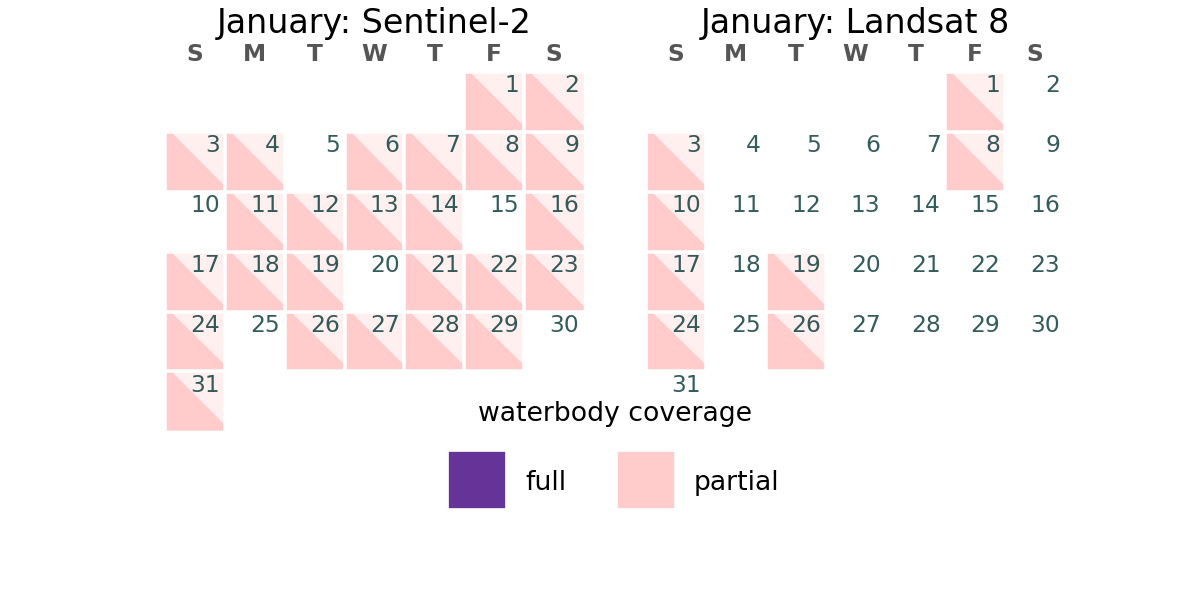 January: Sentinel-2
S M T W T F S
1 2
3 4 5 6 7 8 9
10 11 12 13 14 15 16
17 18 19 20 21 22 23
24 25 26 27 28 29 30
31
January: Landsat 8
S M T W T F S
1 2
3 4 5 6 7 8 9
10 11 12 13 14 15 16
17 18 19 20 21 22 23
24 25 26 27 28 29 30
31
waterbody coverage
full partial